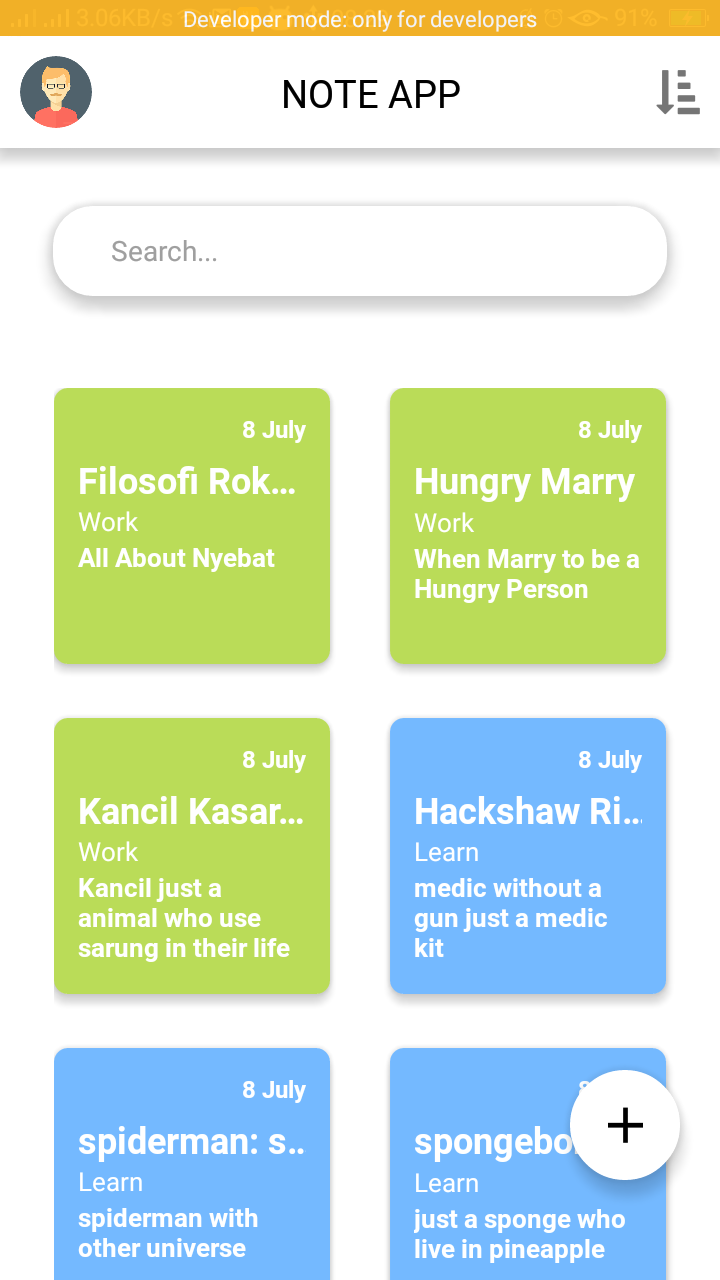 3.06KB/s Developer mode: only for developers 91%
NOTE APP
Search...
8 July
Filosofi Rok...
Work
All About Nyebat
8 July
Hungry Marry
Work
When Marry to be a
Hungry Person
8 July
Kancil Kasar...
Work
Kancil just a
animal who use
sarung in their life
8 July
Hackshaw Ri...
Learn
medic without a
gun just a medic
kit
8 July
spiderman: s...
Learn
spiderman with
other universe
8
spongebo
Learn
just a sponge who
live in pineapple